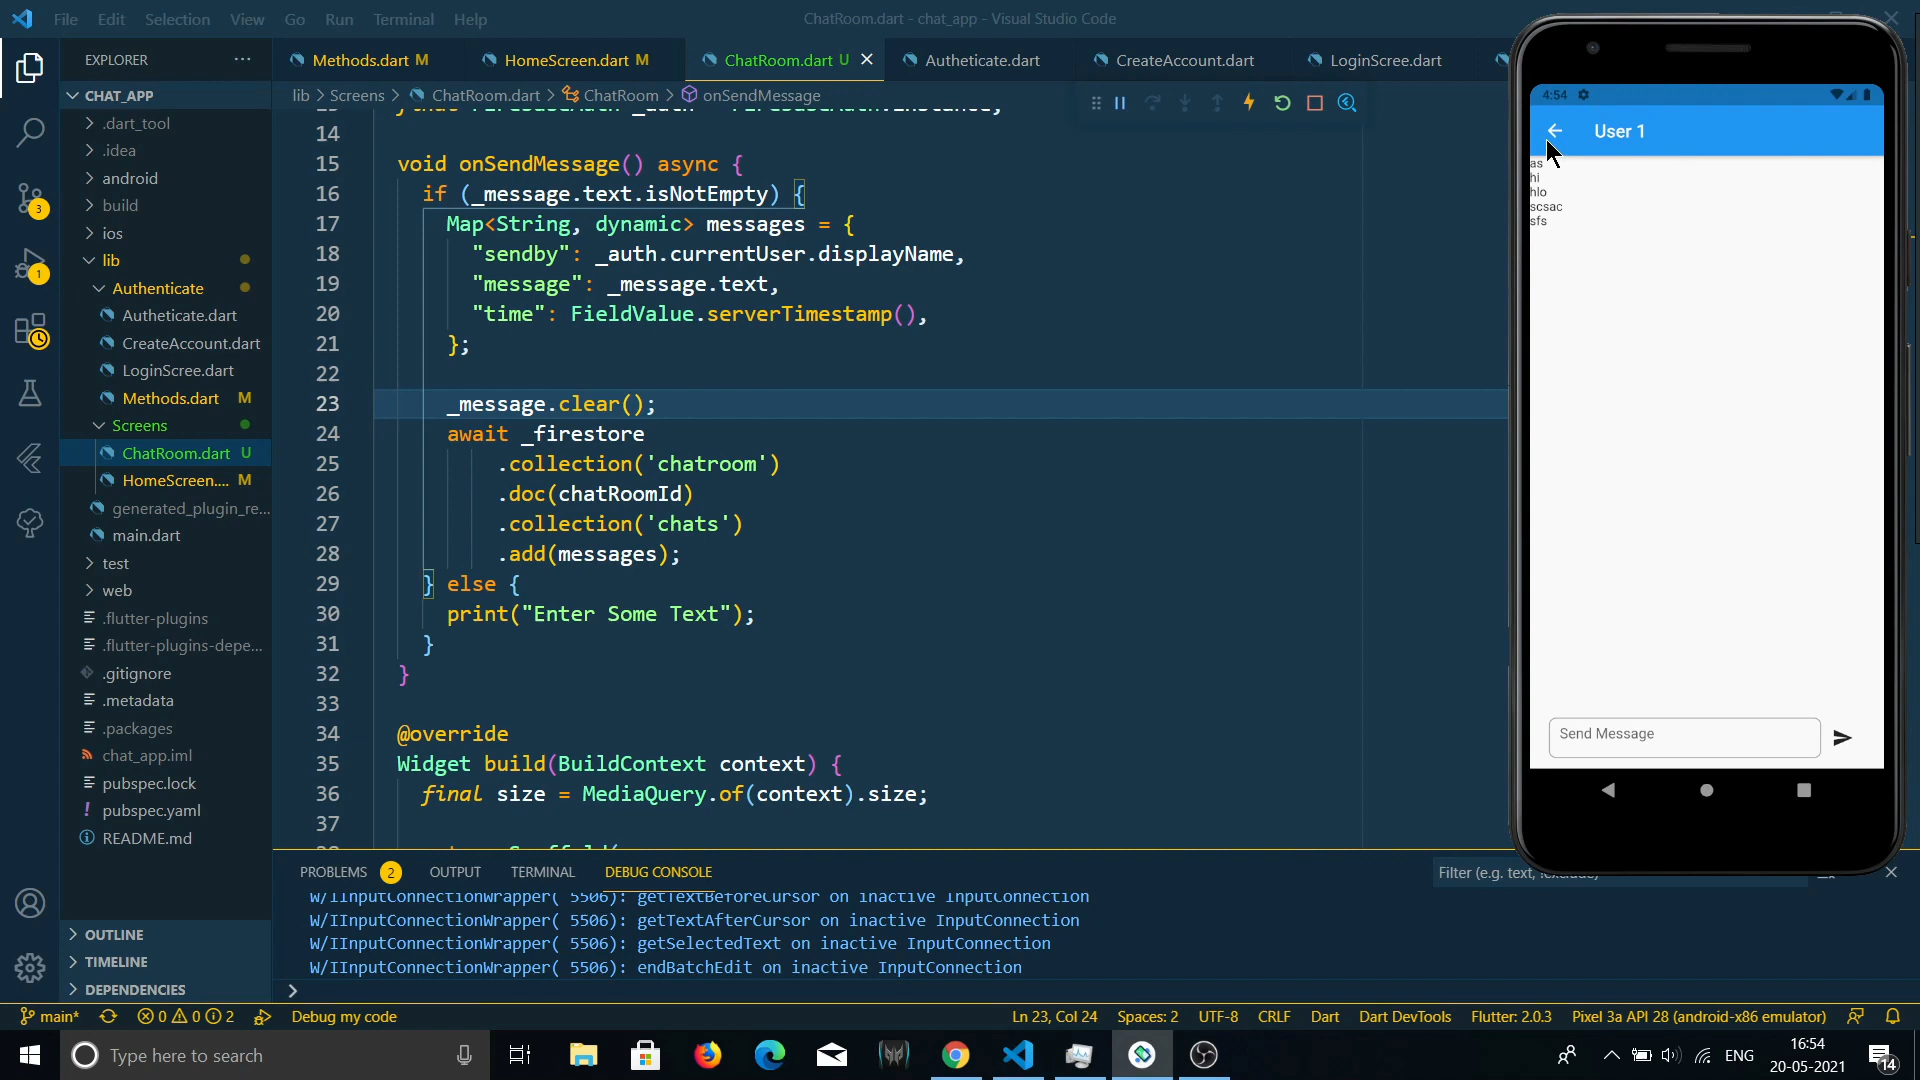 File Edit Selection View Go Run Terminal Help
ChatRoom.dart - chat_app - Visual Studio Code
EXPLORER
Methods.dart M
HomeScreen.dart M
ChatRoom.dart U
Autheticate.dart
CreateAccount.dart
LoginScree.dart
CHAT_APP
.dart_tool
.idea
android
build
ios
lib
Authenticate
Autheticate.dart
CreateAccount.dart
LoginScree.dart
Methods.dart M
Screens
ChatRoom.dart U
HomeScreen.... M
generated_plugin_re...
main.dart
test
web
.flutter-plugins
.flutter-plugins-depe...
.gitignore
.metadata
.packages
chat_app.iml
pubspec.lock
pubspec.yaml
README.md
OUTLINE
TIMELINE
DEPENDENCIES
3
1
lib > Screens > ChatRoom.dart > ChatRoom > onSendMessage
14
15 void onSendMessage() async {
16 if (_message.text.isNotEmpty) {
17 Map<String, dynamic> messages = {
18 "sendby": _auth.currentUser.displayName,
19 "message": _message.text,
20 "time": FieldValue.serverTimestamp(),
21 };
22
23 _message.clear();
24 await _firestore
25 .collection('chatroom')
26 .doc(chatRoomId)
27 .collection('chats')
28 .add(messages);
29 } else {
30 print("Enter Some Text");
31 }
32 }
33
34 @override
35 Widget build(BuildContext context) {
36 final size = MediaQuery.of(context).size;
37
PROBLEMS 2 OUTPUT TERMINAL DEBUG CONSOLE
Filter (e.g. text,
W/IInputConnectionWrapper( 5506): getTextBeforeCursor on inactive InputConnection
W/IInputConnectionWrapper( 5506): getTextAfterCursor on inactive InputConnection
W/IInputConnectionWrapper( 5506): getSelectedText on inactive InputConnection
W/IInputConnectionWrapper( 5506): endBatchEdit on inactive InputConnection
4:54
User 1
as
hi
hlo
scsac
sfs
Send Message
main* 0 0 2 Debug my code
Ln 23, Col 24 Spaces: 2 UTF-8 CRLF Dart Dart DevTools Flutter: 2.0.3 Pixel 3a API 28 (android-x86 emulator)
Type here to search
ENG
16:54
20-05-2021
14